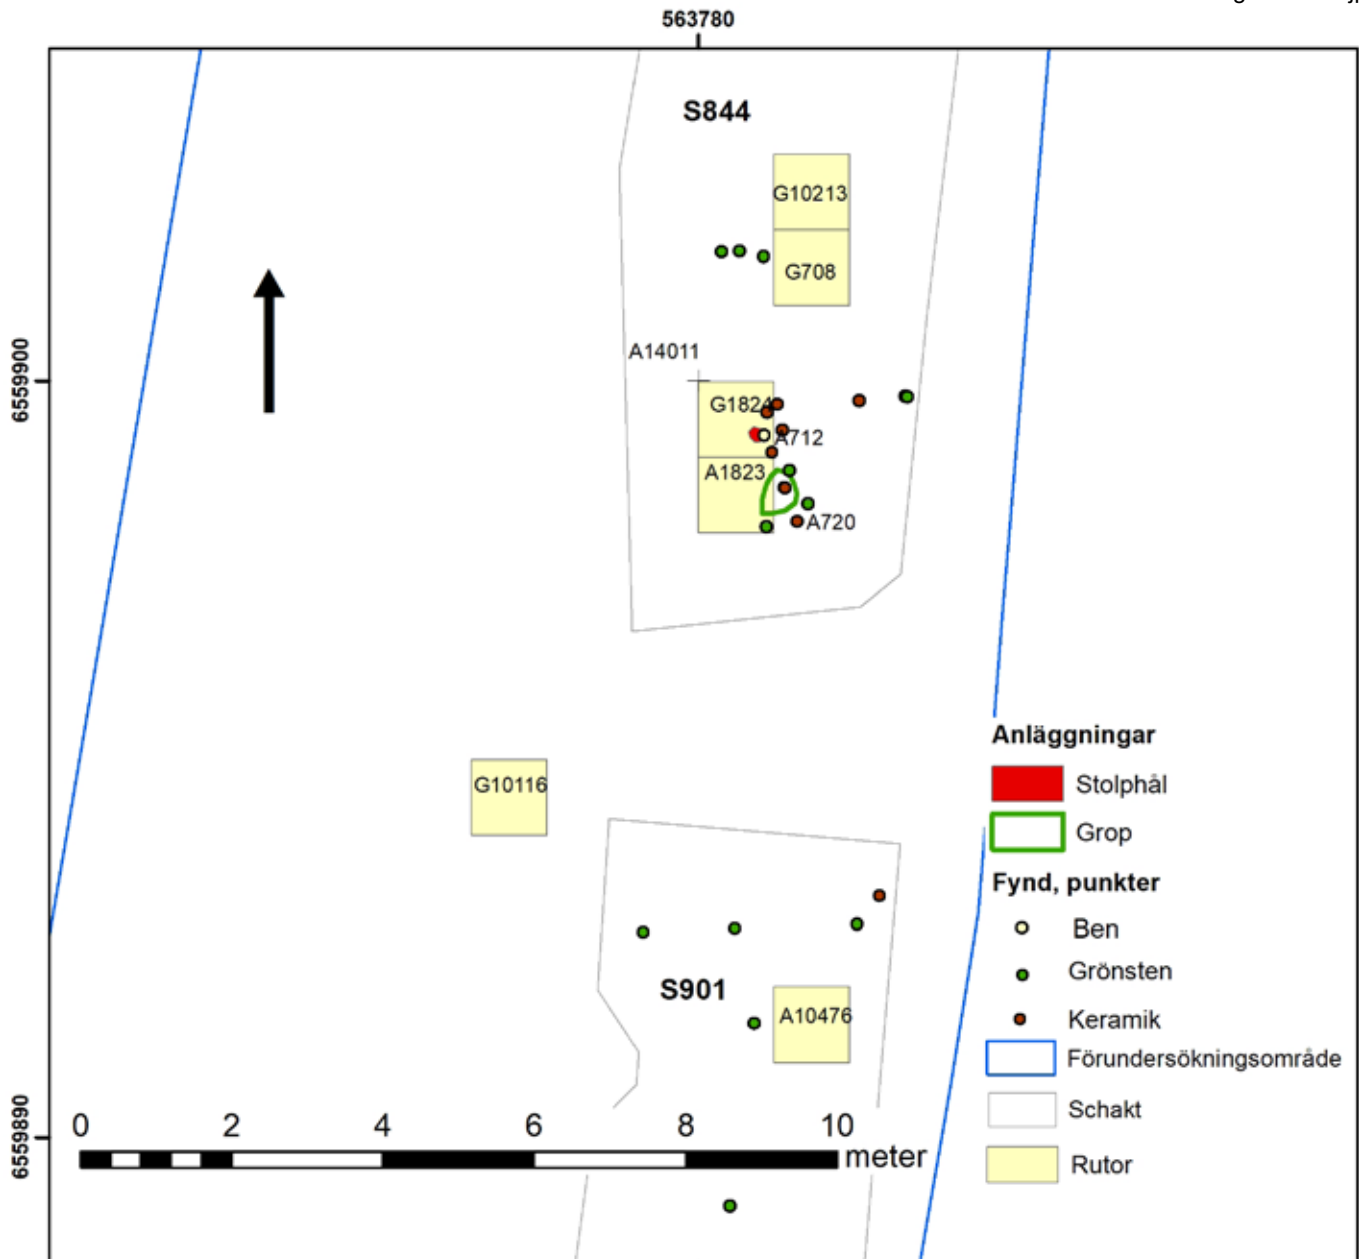 563780
S844
G10213
G708
6559900
A14011
G1824
A712
A1823
A720
G10116
S901
A10476
6559890
0 2 4 6 8 10
meter
Anläggningar
Stolphål
Grop
Fynd, punkter
Ben
Grönsten
Keramik
Förundersökningsområde
Schakt
Rutor